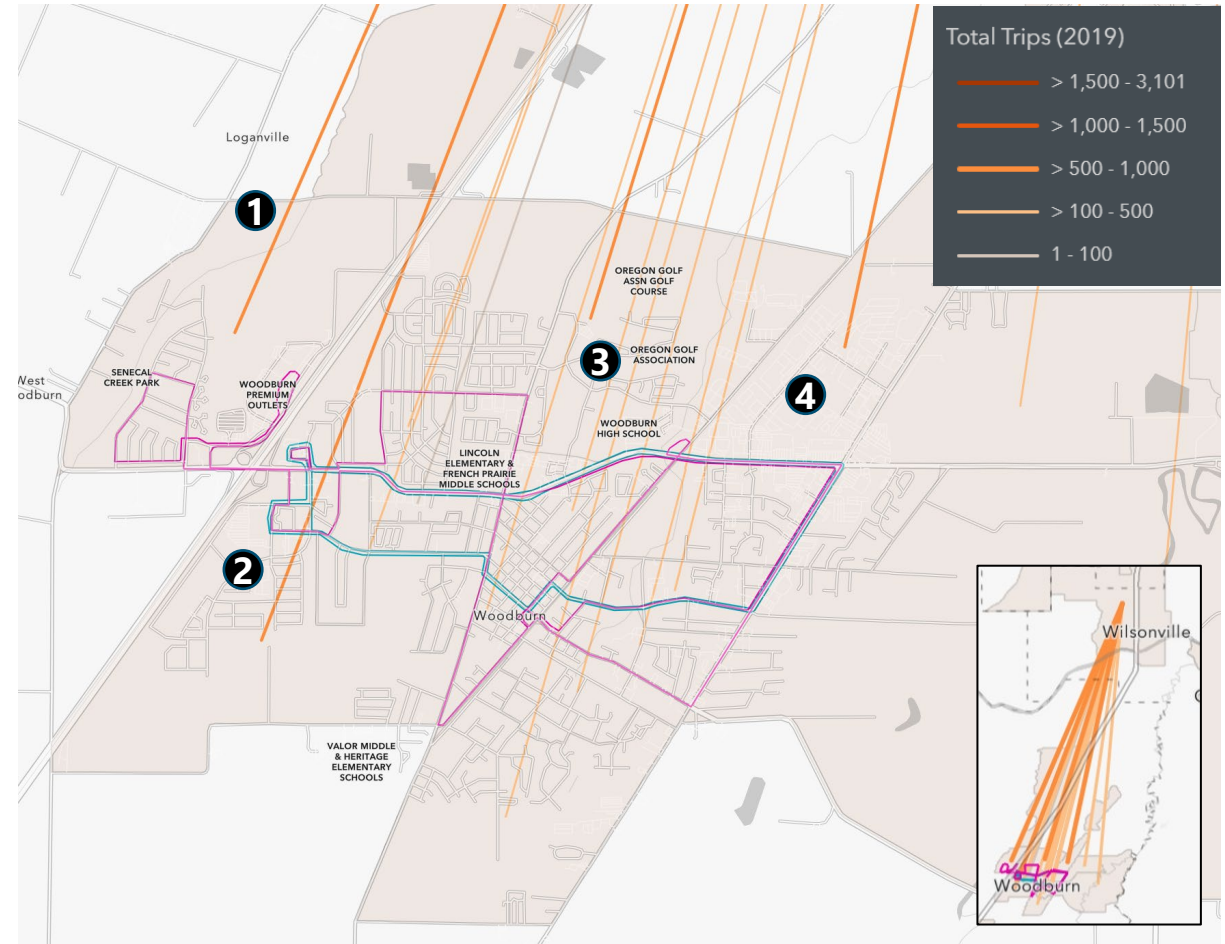 Total Trips (2019)
> 1,500 - 3,101
> 1,000 - 1,500
> 500 - 1,000
> 100 - 500
1 - 100
Loganville
1
OREGON GOLF
ASSN GOLF
COURSE
3
OREGON GOLF
ASSOCIATION
SENECAL
CREEK PARK
West
odburn
WOODBURN
PREMIUM
OUTLETS
4
WOODBURN
HIGH SCHOOL
LINCOLN
ELEMENTARY &
FRENCH PRAIRIE
MIDDLE SCHOOLS
2
Woodburn
VALOR MIDDLE
& HERITAGE
ELEMENTARY
SCHOOLS
Wilsonville
Woodburn